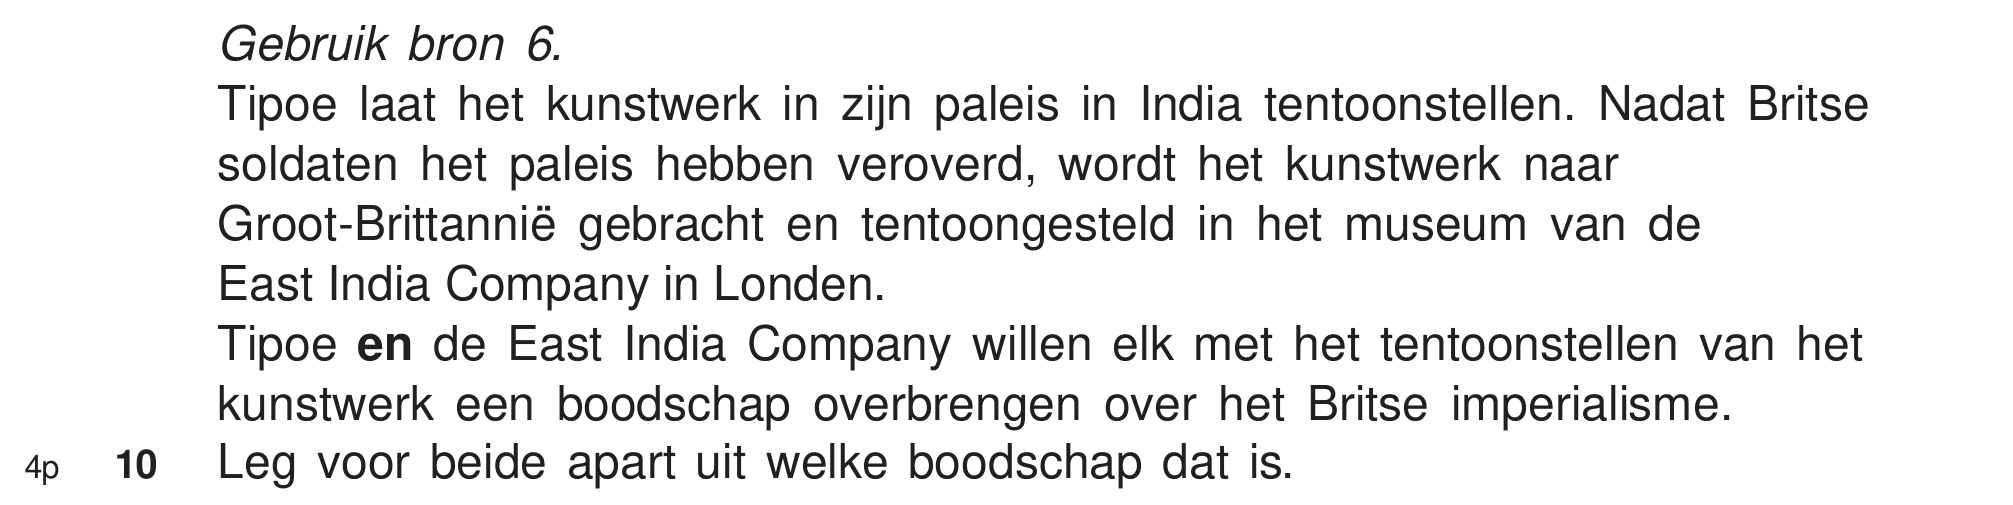 Gebruik bron 6.
Tipoe laat het kunstwerk in zijn paleis in India tentoonstellen. Nadat Britse
soldaten het paleis hebben veroverd, wordt het kunstwerk naar
Groot-Brittannië gebracht en tentoongesteld in het museum van de
East India Company in Londen.
Tipoe en de East India Company willen elk met het tentoonstellen van het
kunstwerk een boodschap overbrengen over het Britse imperialisme.
4p 10 Leg voor beide apart uit welke boodschap dat is.